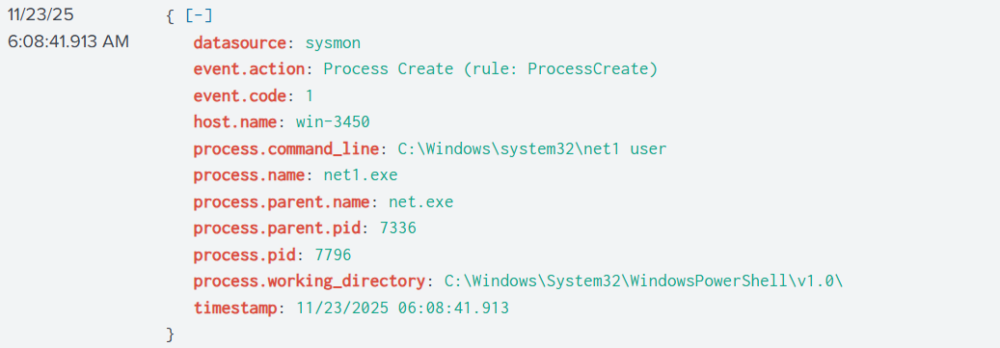 11/23/25
6:08:41.913 AM
{ [-]
datasource: sysmon
event.action: Process Create (rule: ProcessCreate)
event.code: 1
host.name: win-3450
process.command_line: C:\Windows\system32\net1 user
process.name: net1.exe
process.parent.name: net.exe
process.parent.pid: 7336
process.pid: 7796
process.working_directory: C:\Windows\System32\WindowsPowerShell\v1.0\
timestamp: 11/23/2025 06:08:41.913
}